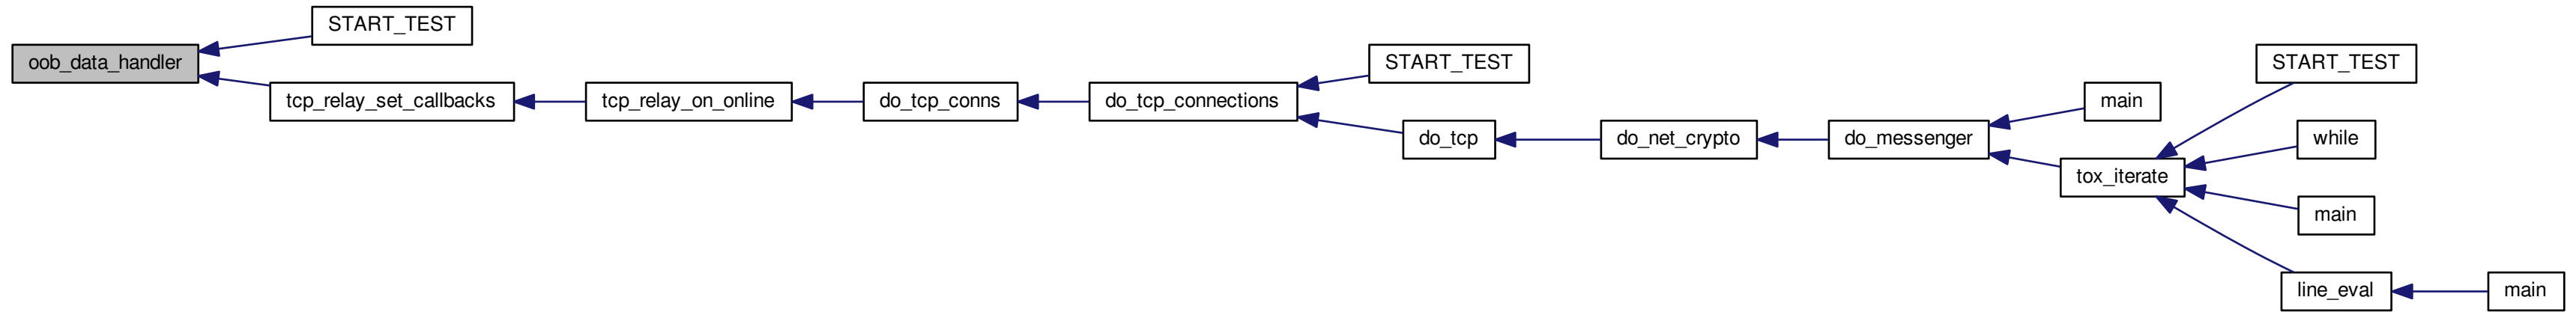 START_TEST
oob_data_handler
tcp_relay_set_callbacks
tcp_relay_on_online
do_tcp_conns
do_tcp_connections
START_TEST
do_tcp
do_net_crypto
do_messenger
main
tox_iterate
START_TEST
while
main
line_eval
main